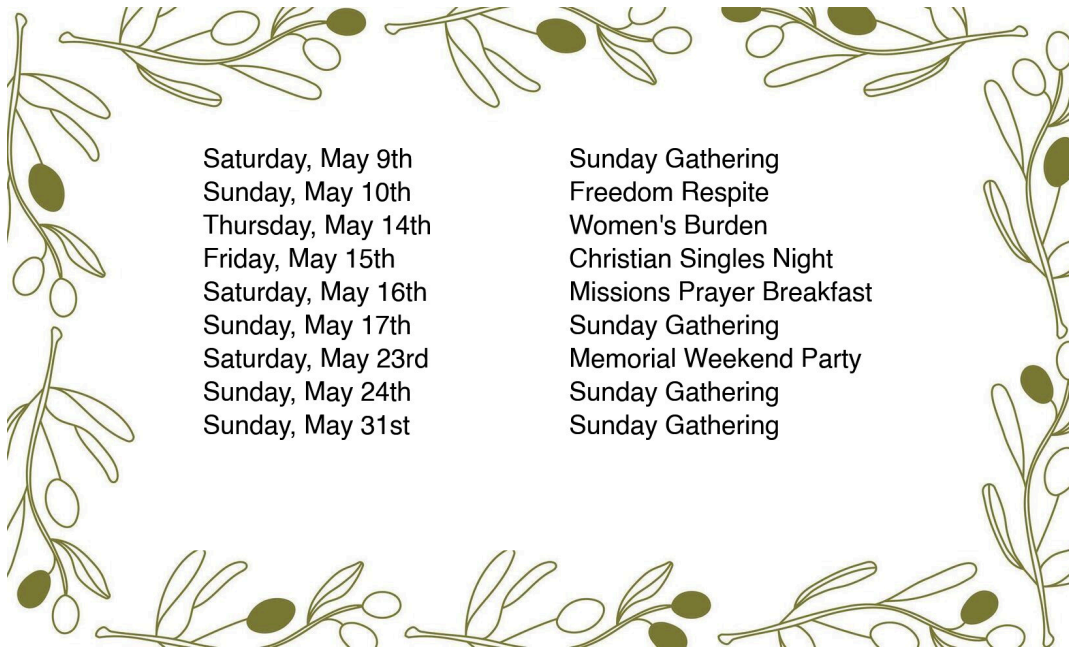 Saturday, May 9th Sunday Gathering
Sunday, May 10th Freedom Respite
Thursday, May 14th Women's Burden
Friday, May 15th Christian Singles Night
Saturday, May 16th Missions Prayer Breakfast
Sunday, May 17th Sunday Gathering
Saturday, May 23rd Memorial Weekend Party
Sunday, May 24th Sunday Gathering
Sunday, May 31st Sunday Gathering